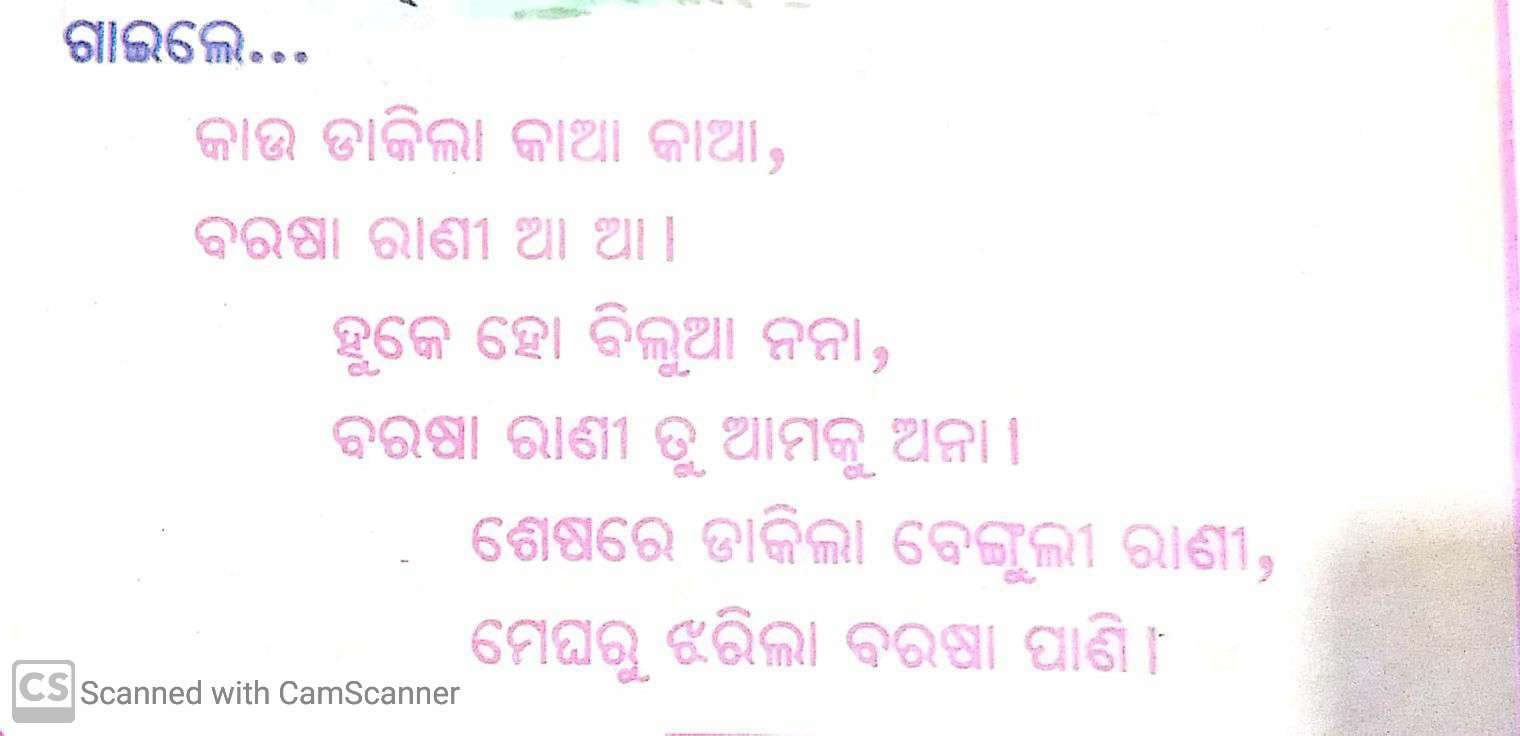 ଗାଇଲେ...
କାଉ ଡାକିଲା କାଆ କାଆ,
ବରଷା ରାଣୀ ଆ ଆ।
ହୁକେ ହୋ ବିଲୁଆ ନନା,
ବରଷା ରାଣୀ ତୁ ଆମକୁ ଅନା।
ଶେଷରେ ଡାକିଲା ବେଙ୍ଗୁଲୀ ରାଣୀ,
ମେଘରୁ ଝରିଲା ବରଷା ପାଣି।
CS Scanned with CamScanner